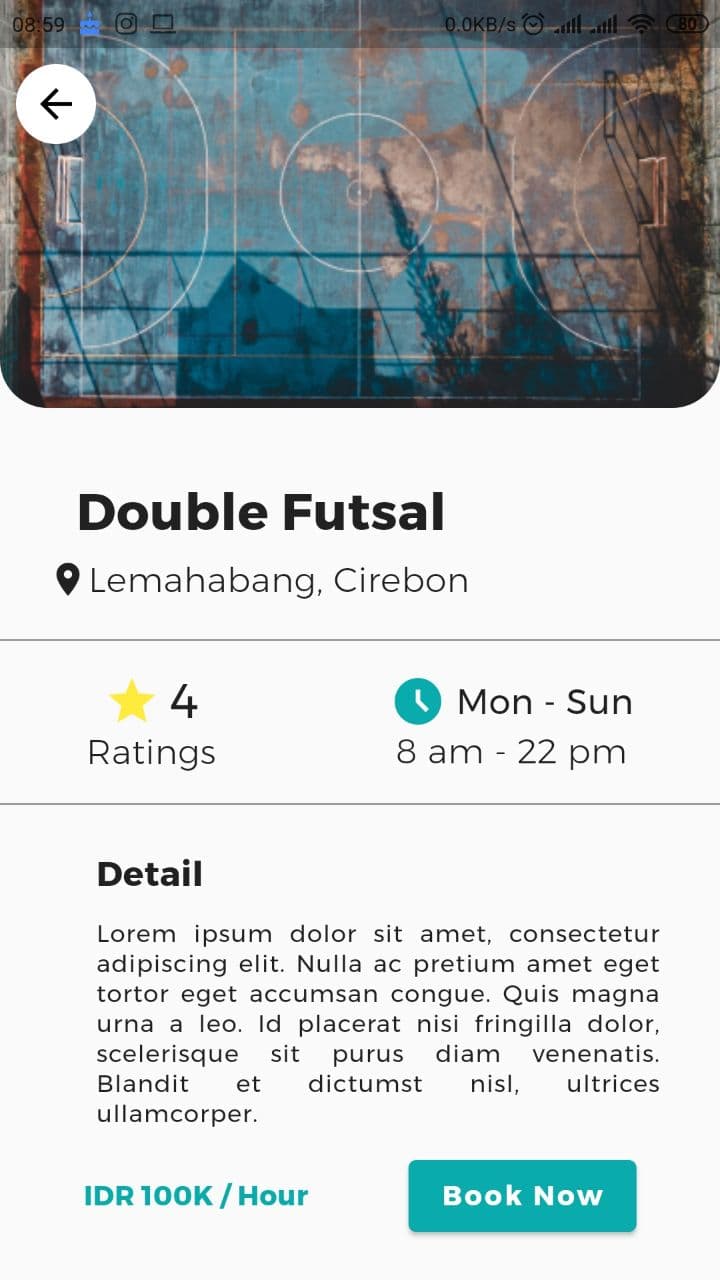 08:59 0.0KB/s 80
Double Futsal
Lemahabang, Cirebon
4 Mon - Sun
Ratings 8 am - 22 pm
Detail
Lorem ipsum dolor sit amet, consectetur
adipiscing elit. Nulla ac pretium amet eget
tortor eget accumsan congue. Quis magna
urna a leo. Id placerat nisi fringilla dolor,
scelerisque sit purus diam venenatis.
Blandit et dictumst nisl, ultrices
ullamcorper.
IDR 100K / Hour Book Now